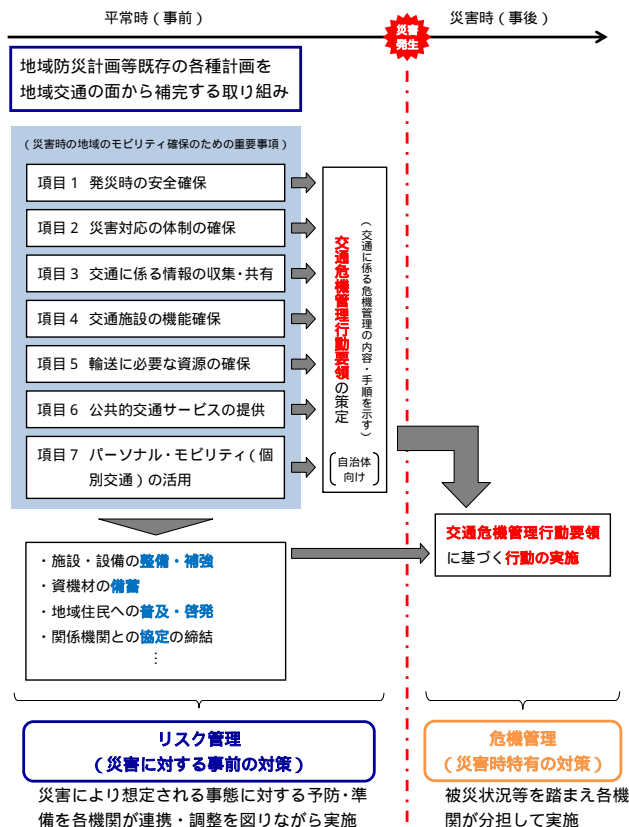 平常時（事前）
災害時（事後）
災害
発生
地域防災計画等既存の各種計画を
地域交通の面から補完する取り組み
（災害時の地域のモビリティ確保のための重要事項）
項目１ 発災時の安全確保
項目２ 災害対応の体制の確保
項目３ 交通に係る情報の収集・共有
項目４ 交通施設の機能確保
項目５ 輸送に必要な資源の確保
項目６ 公共的交通サービスの提供
項目７ パーソナル・モビリティ（個
別交通）の活用
（交通に係る危機管理の内容・手順を示す）
交通危機管理行動要領の策定
自治体
向け
交通危機管理行動要領
に基づく行動の実施
・施設・設備の整備・補強
・資機材の備蓄
・地域住民への普及・啓発
・関係機関との協定の締結
⋮
リスク管理
（災害に対する事前の対策）
危機管理
（災害時特有の対策）
災害により想定される事態に対する予防・準
備を各機関が連携・調整を図りながら実施
被災状況等を踏まえ各機
関が分担して実施